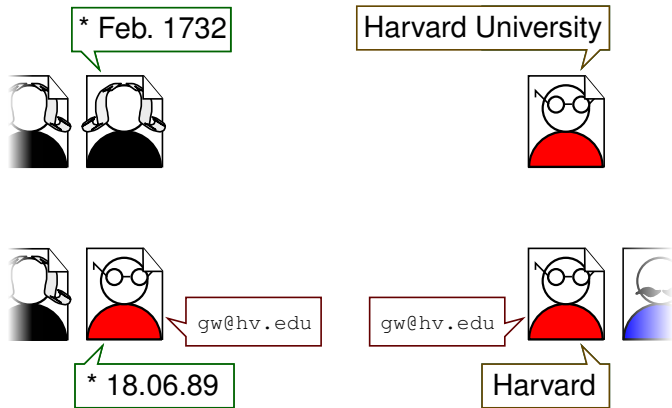 * Feb. 1732
Harvard University
gw@hv.edu
gw@hv.edu
* 18.06.89
Harvard